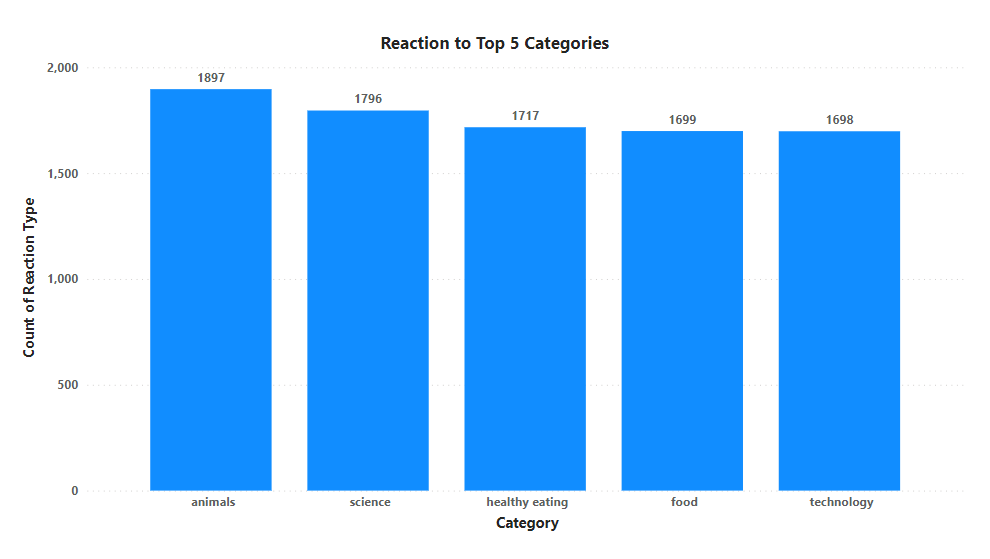 Reaction to Top 5 Categories
2,000
1,500
1,000
500
0
Count of Reaction Type
1897
1796
1717
1699
1698
animals
science
healthy eating
food
technology
Category